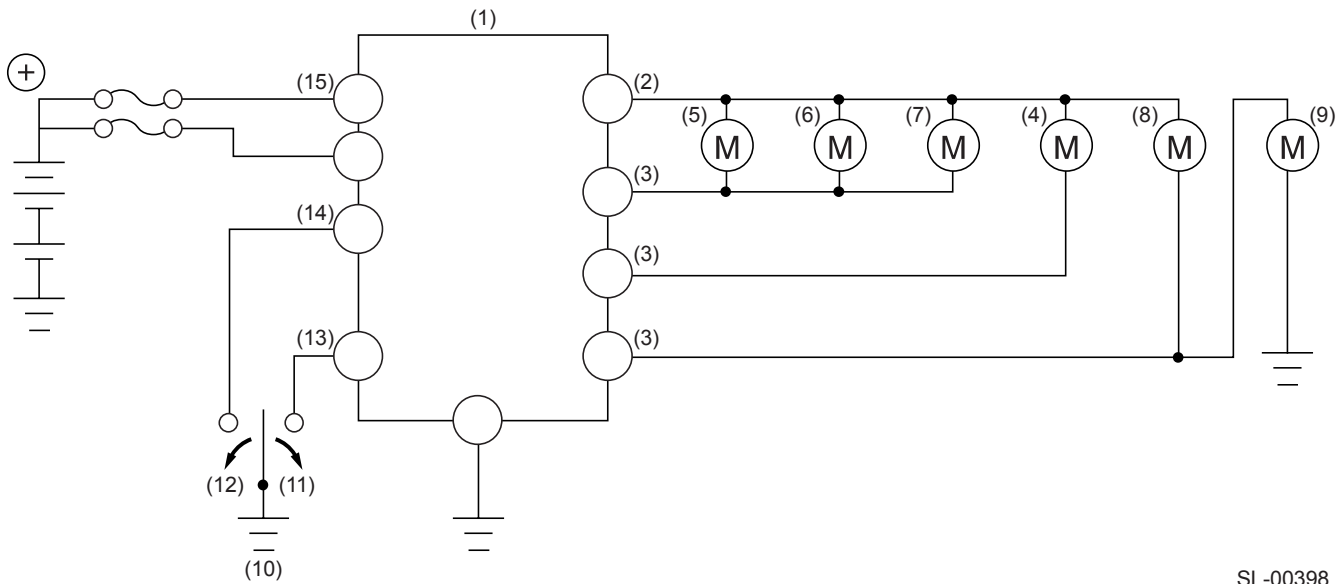 (1)
+
(15)
(2)
(5)
(6)
(7)
(4)
(8)
(9)
M
M
M
M
M
M
(3)
(14)
(3)
(13)
(3)
(12)
(11)
(10)
SL-00398